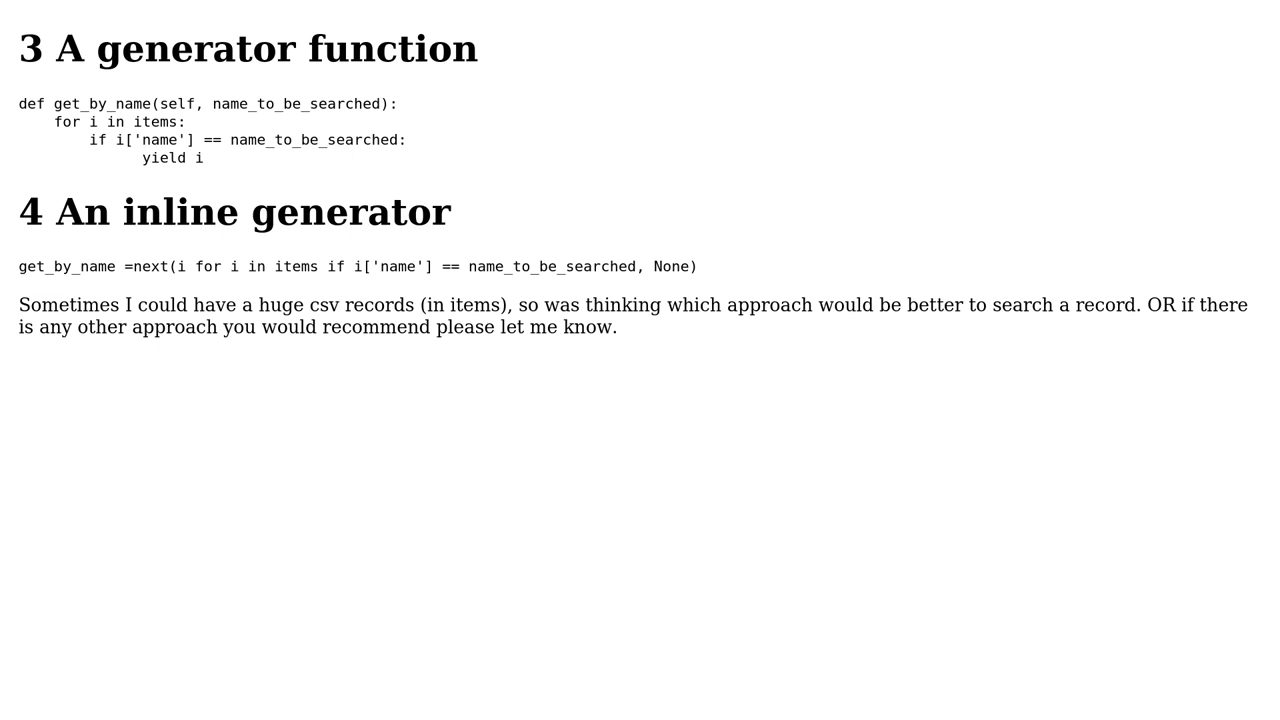 3 A generator function
def get_by_name(self, name_to_be_searched):
    for i in items:
        if i['name'] == name_to_be_searched:
              yield i
4 An inline generator
get_by_name =next(i for i in items if i['name'] == name_to_be_searched, None)
Sometimes I could have a huge csv records (in items), so was thinking which approach would be better to search a record. OR if there
is any other approach you would recommend please let me know.